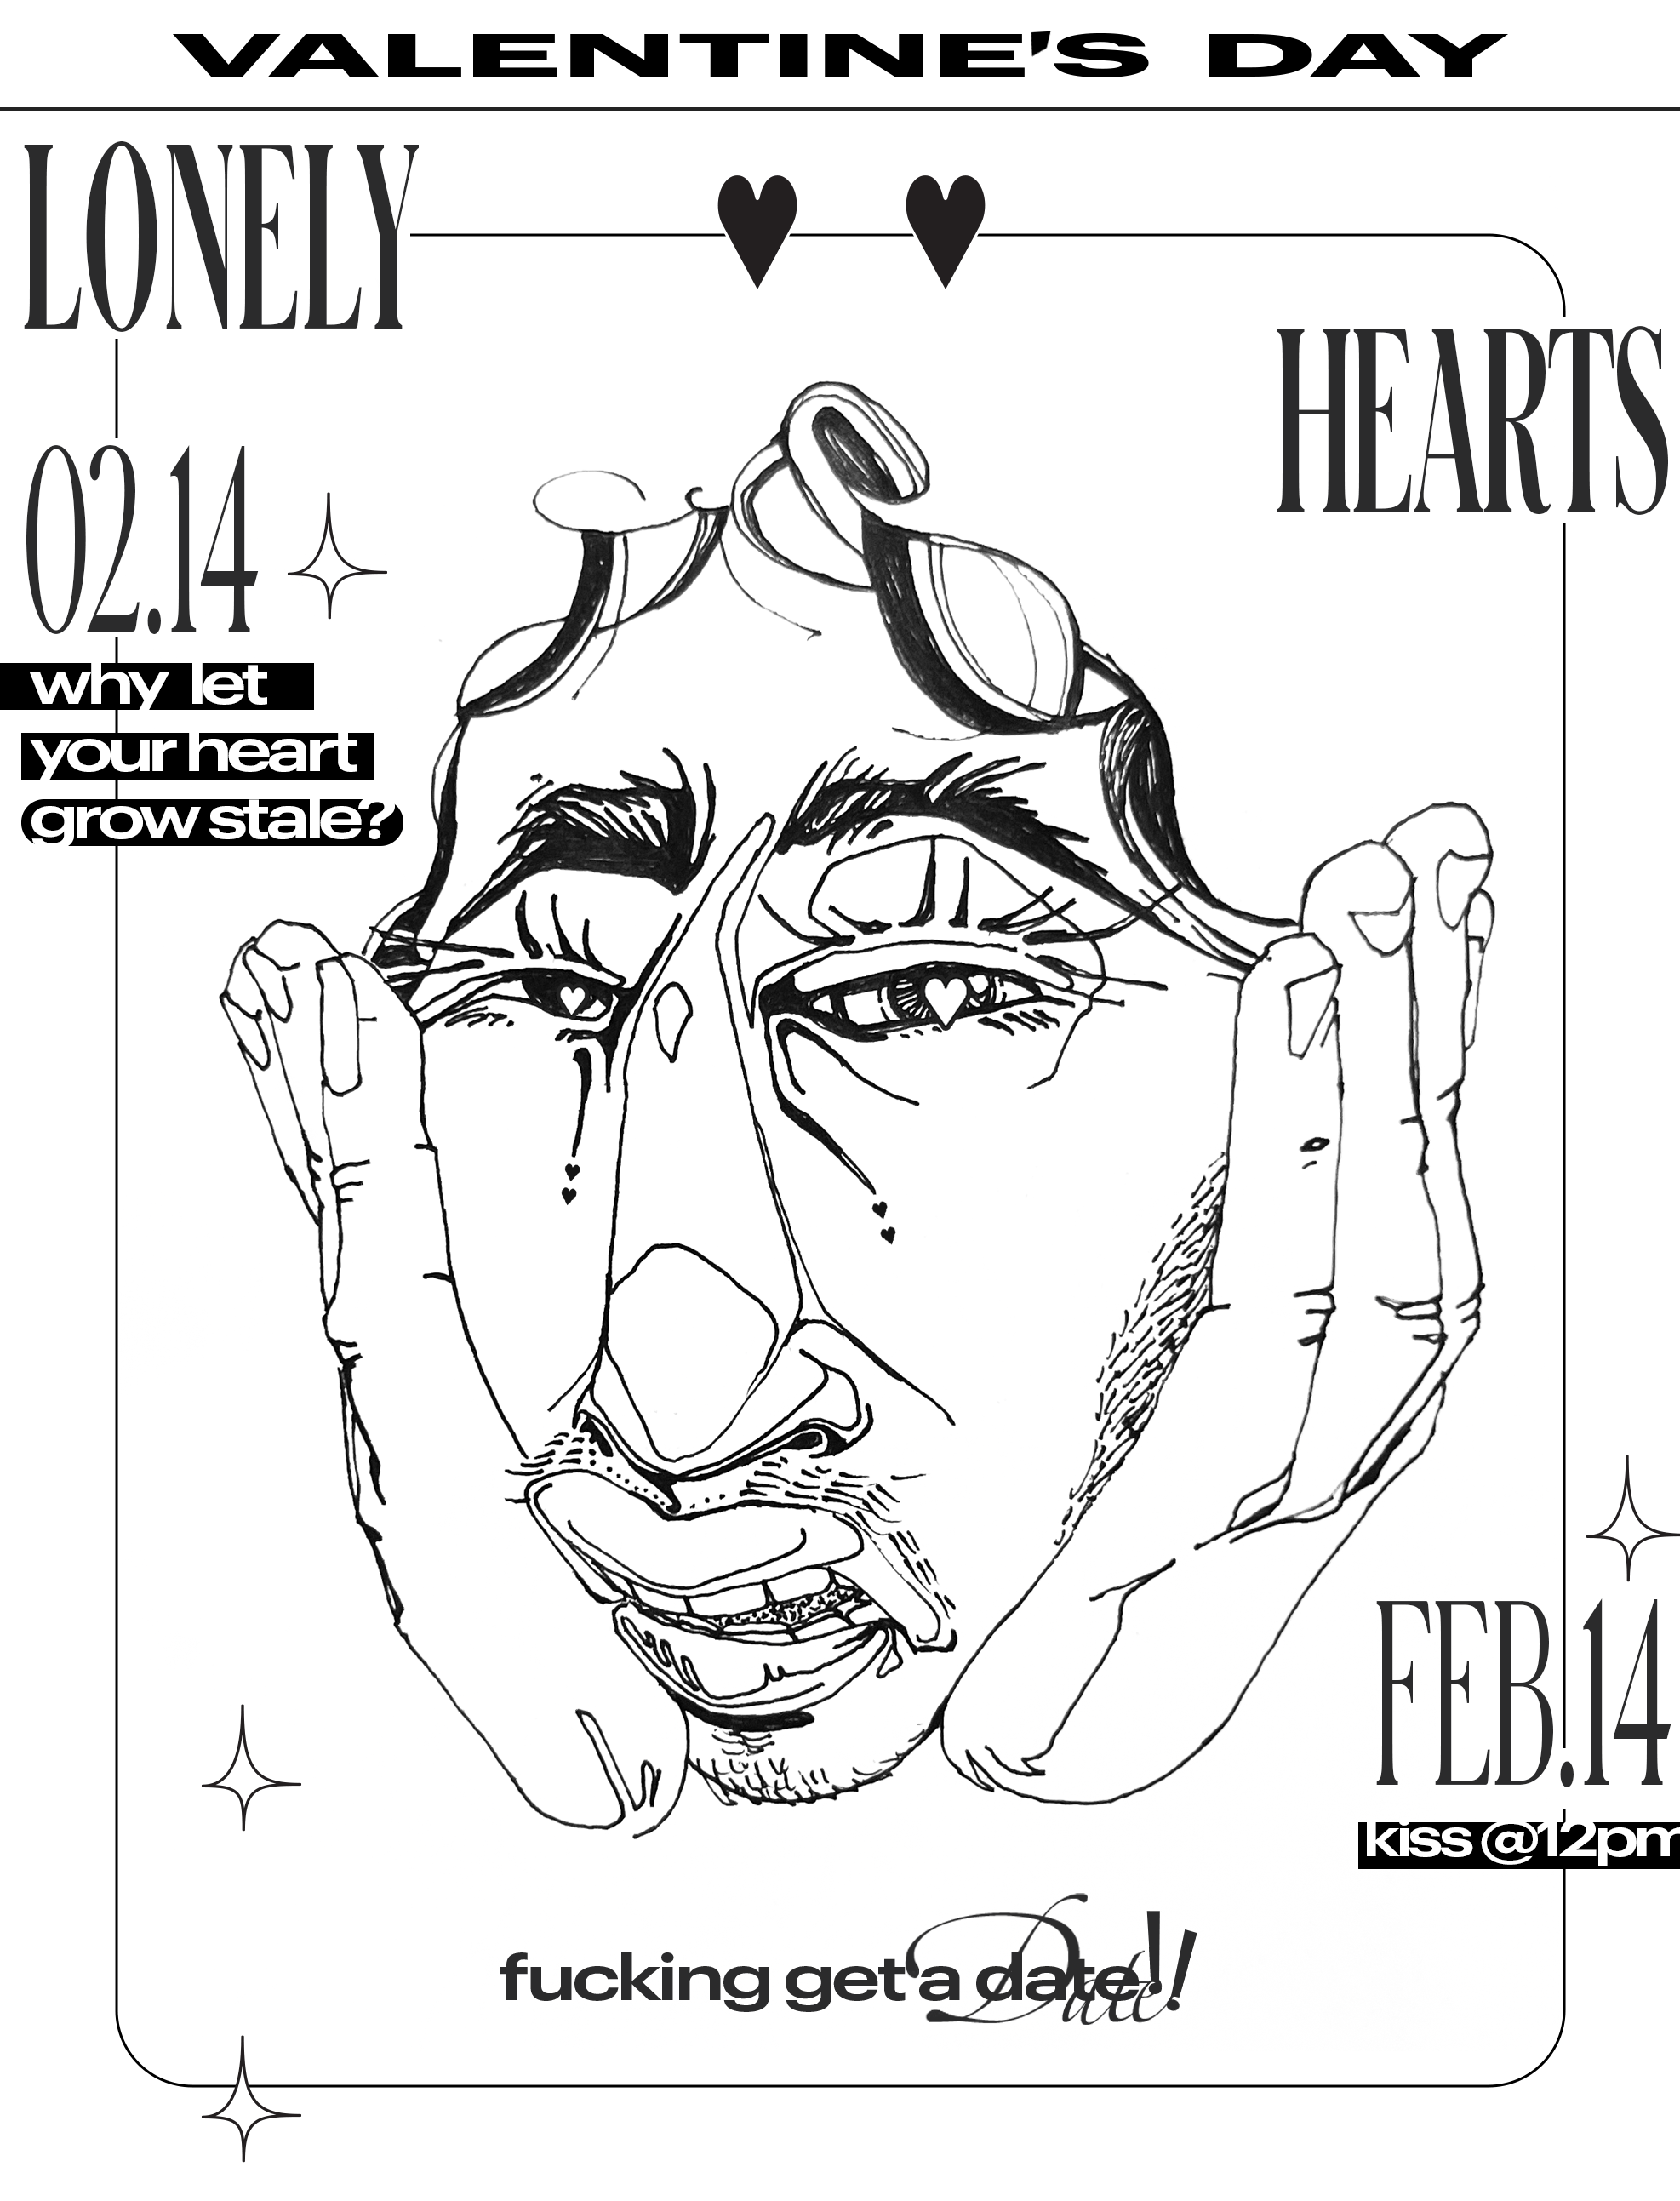 VALENTINE'S DAY
LONELY
HEARTS
02.14
why let
your heart
grow stale?
FEB.14
kiss @12pm
fucking get a date!
Date!